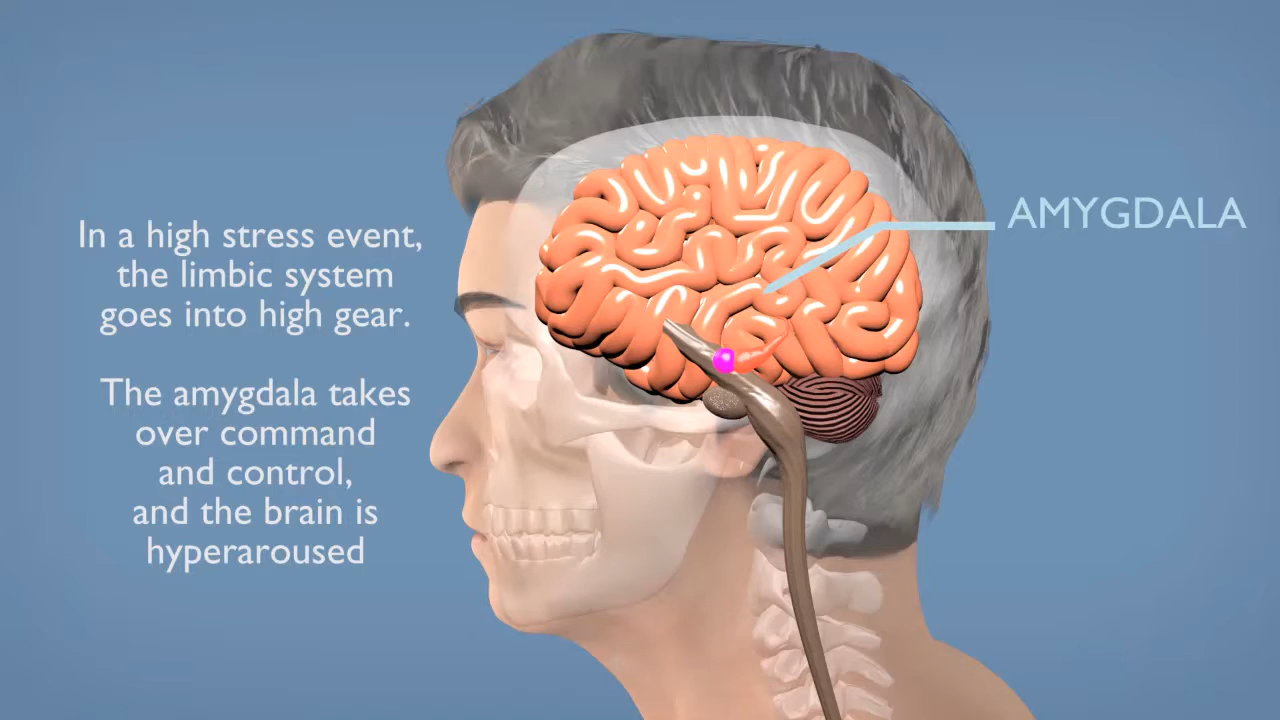 In a high stress event,
the limbic system
goes into high gear.
The amygdala takes
over command
and control,
and the brain is
hyperaroused
AMYGDALA